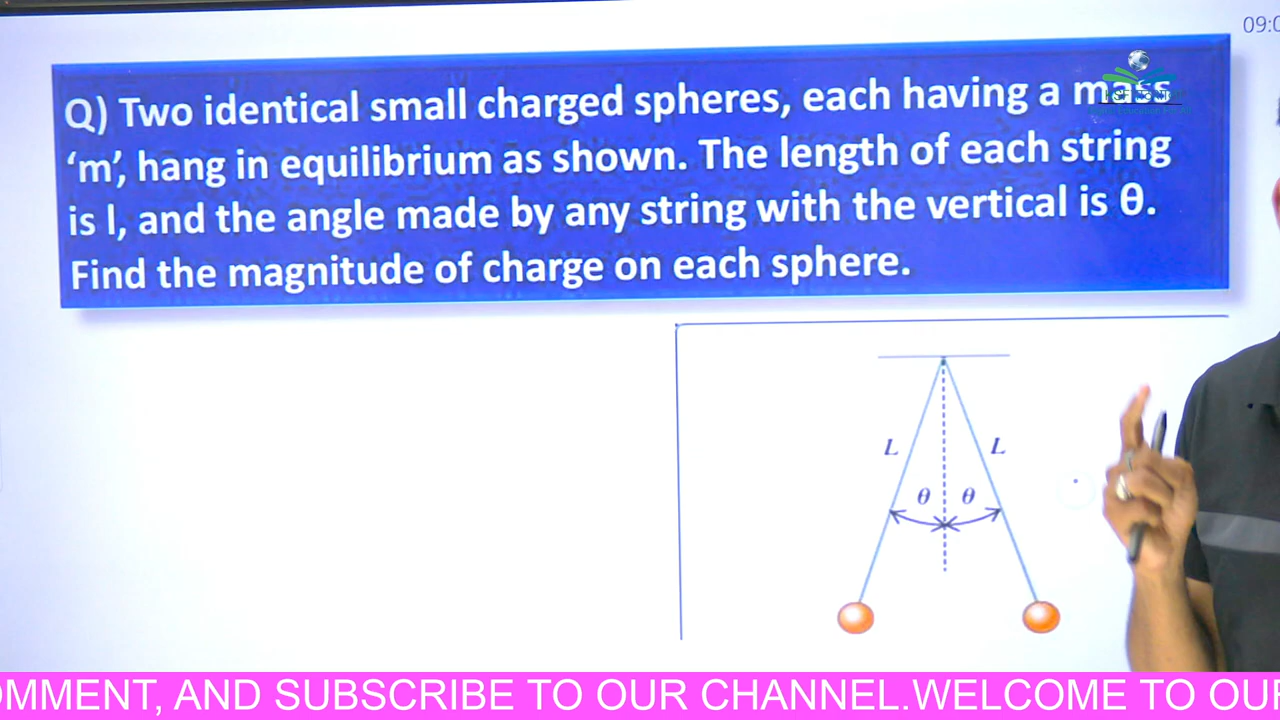 09:0
Q) Two identical small charged spheres, each having a mass
‘m’, hang in equilibrium as shown. The length of each string
is l, and the angle made by any string with the vertical is θ.
Find the magnitude of charge on each sphere.
L L
θ θ
OMMENT, AND SUBSCRIBE TO OUR CHANNEL.WELCOME TO OUR